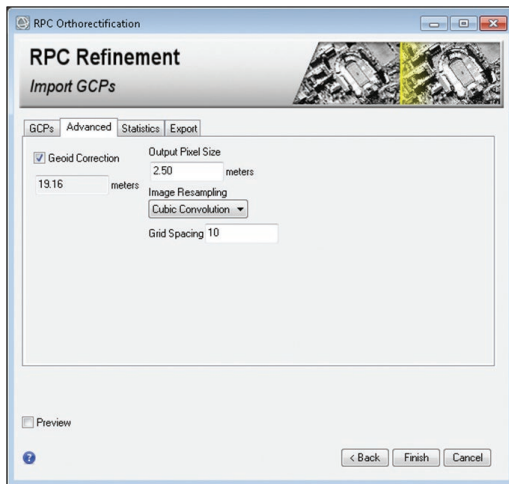 RPC Orthorectification
RPC Refinement
Import GCPs
GCPs Advanced Statistics Export
Geoid Correction
19.16 meters
Output Pixel Size
2.50 meters
Image Resampling
Cubic Convolution
Grid Spacing 10
Preview
?
< Back Finish Cancel